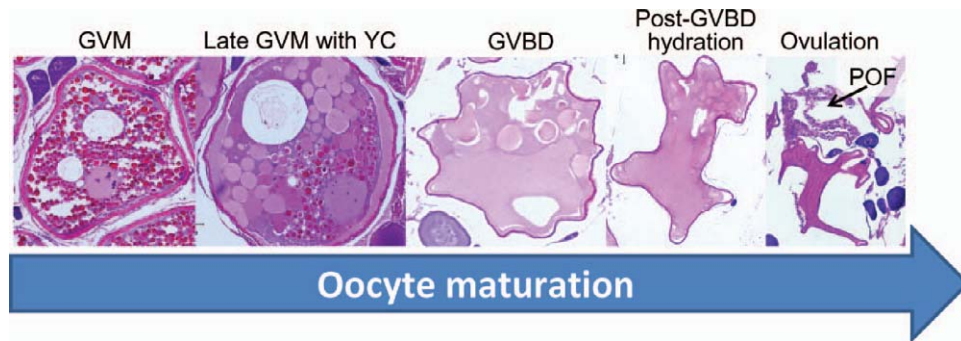 GVM
Late GVM with YC
GVBD
Post-GVBD
hydration
Ovulation
POF
Oocyte maturation